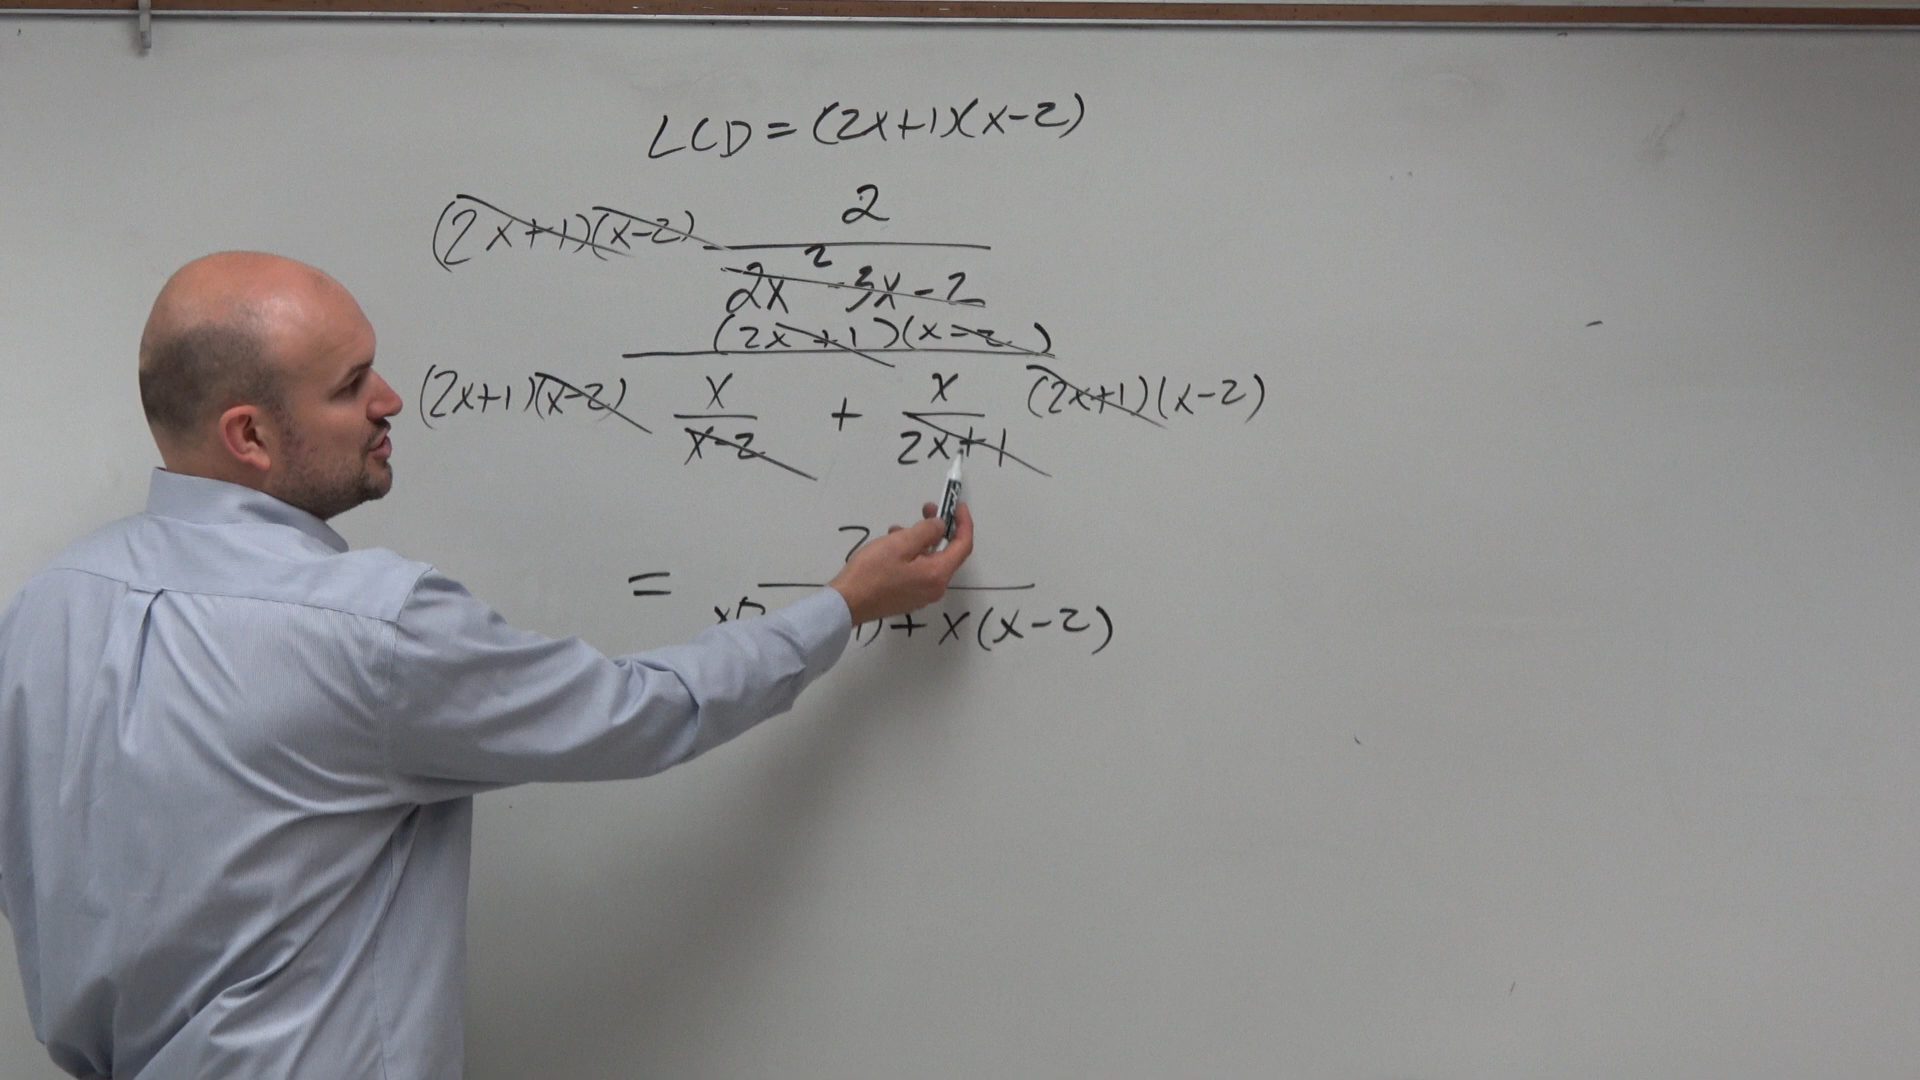 LCD = (2x+1)(x-2)
(2x+1)(x-2) 2
2x² - 3x - 2
(2x+1)(x-2)
(2x+1)(x-2) x/x-2 + x/2x+1 (2x+1)(x-2)
= 2
) + x(x-2)